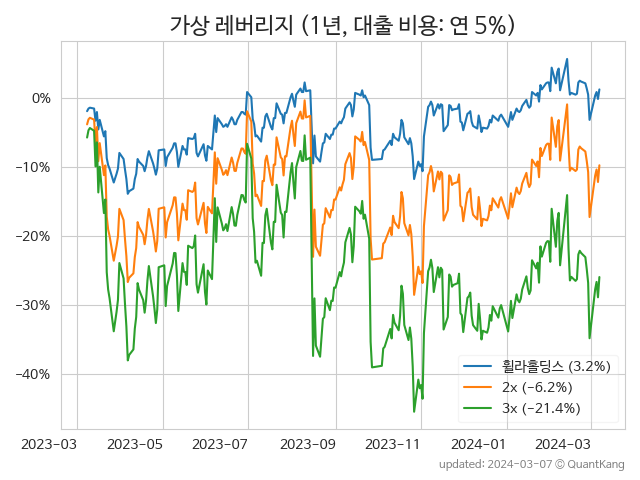 가상 레버리지 (1년, 대출 비용: 연 5%)
0%
−10%
−20%
−30%
−40%
휠라홀딩스 (3.2%)
2x (−6.2%)
3x (−21.4%)
2023-03 2023-05 2023-07 2023-09 2023-11 2024-01 2024-03
updated: 2024-03-07 © QuantKang